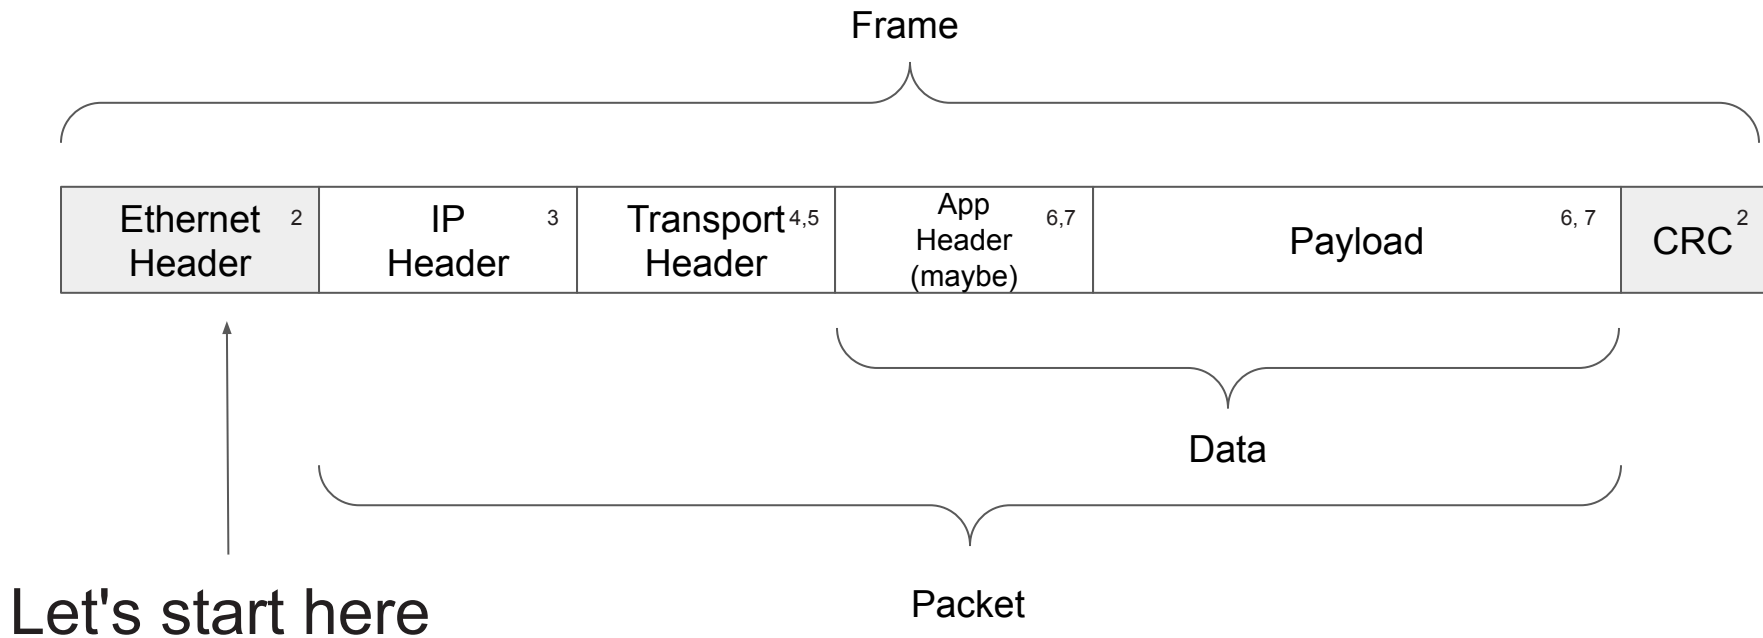 Frame
Ethernet 2
Header
IP 3
Header
Transport 4,5
Header
App 6,7
Header
(maybe)
Payload 6, 7
CRC 2
Data
Packet
Let's start here